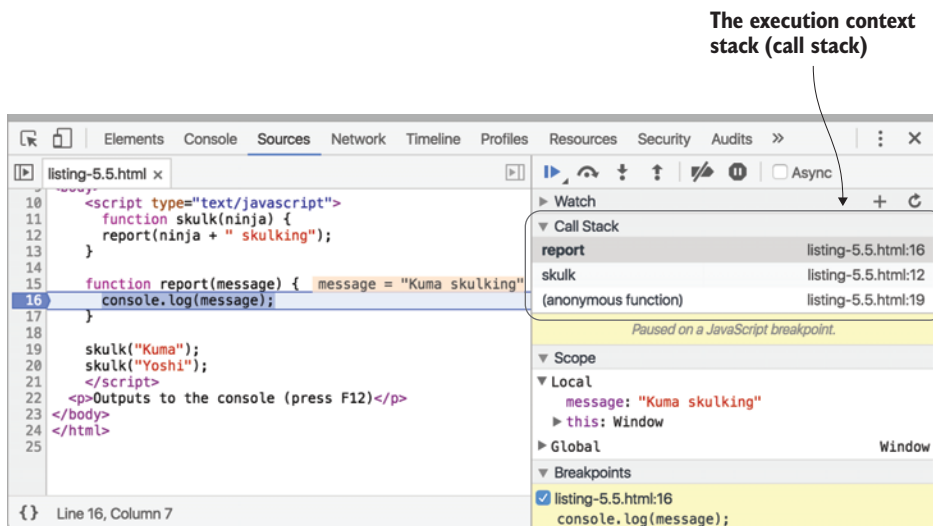 The execution context
stack (call stack)
Elements Console Sources Network Timeline Profiles Resources Security Audits »
listing-5.5.html ×
Async
10 <script type="text/javascript">
11 function skulk(ninja) {
12 report(ninja + " skulking");
13 }
14
15 function report(message) { message = "Kuma skulking"
16 console.log(message);
17 }
18
19 skulk("Kuma");
20 skulk("Yoshi");
21 </script>
22 <p>Outputs to the console (press F12)</p>
23 </body>
24 </html>
25
{} Line 16, Column 7
Watch
Call Stack
report listing-5.5.html:16
skulk listing-5.5.html:12
(anonymous function) listing-5.5.html:19
Paused on a JavaScript breakpoint.
Scope
Local
message: "Kuma skulking"
this: Window
Global Window
Breakpoints
listing-5.5.html:16
console.log(message);